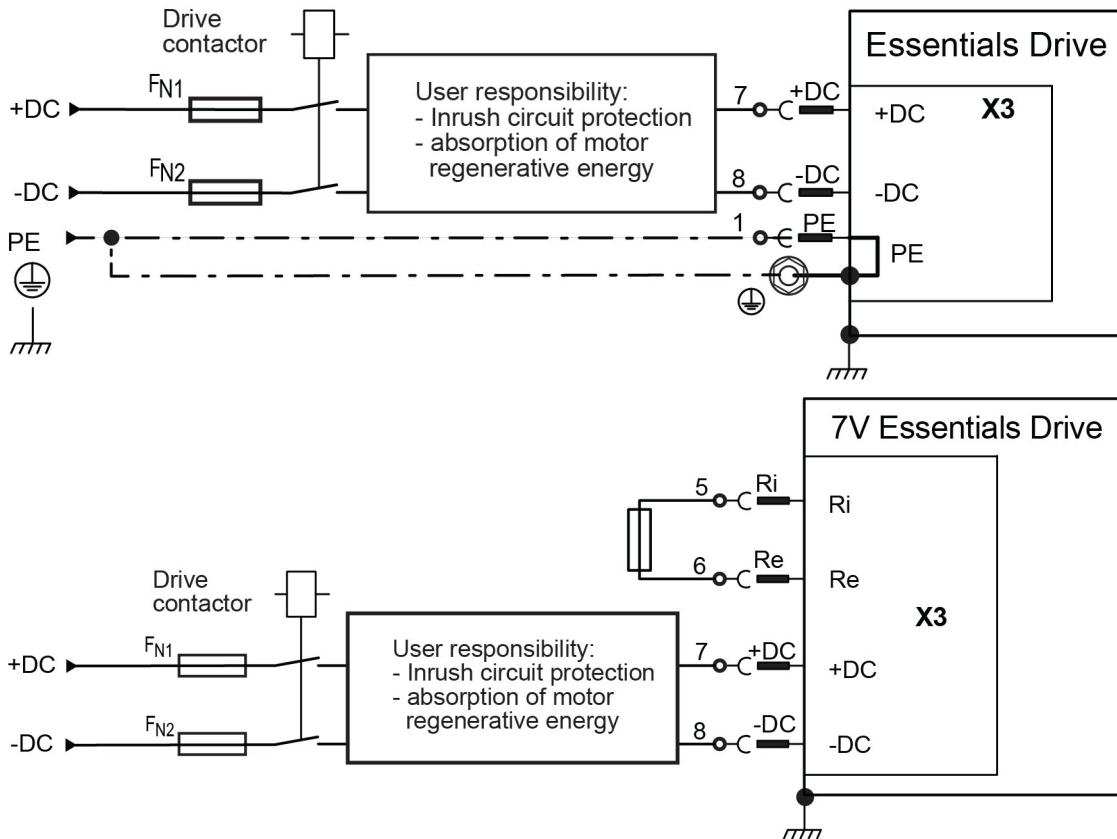 Drive
contactor
Essentials Drive
FN1
+DC
User responsibility:
- Inrush circuit protection
- absorption of motor
regenerative energy
7
+DC
+DC
X3
FN2
-DC
8
-DC
-DC
PE
1
PE
PE
7V Essentials Drive
5
Ri
Ri
6
Re
Re
X3
Drive
contactor
FN1
+DC
User responsibility:
- Inrush circuit protection
- absorption of motor
regenerative energy
7
+DC
+DC
FN2
-DC
8
-DC
-DC